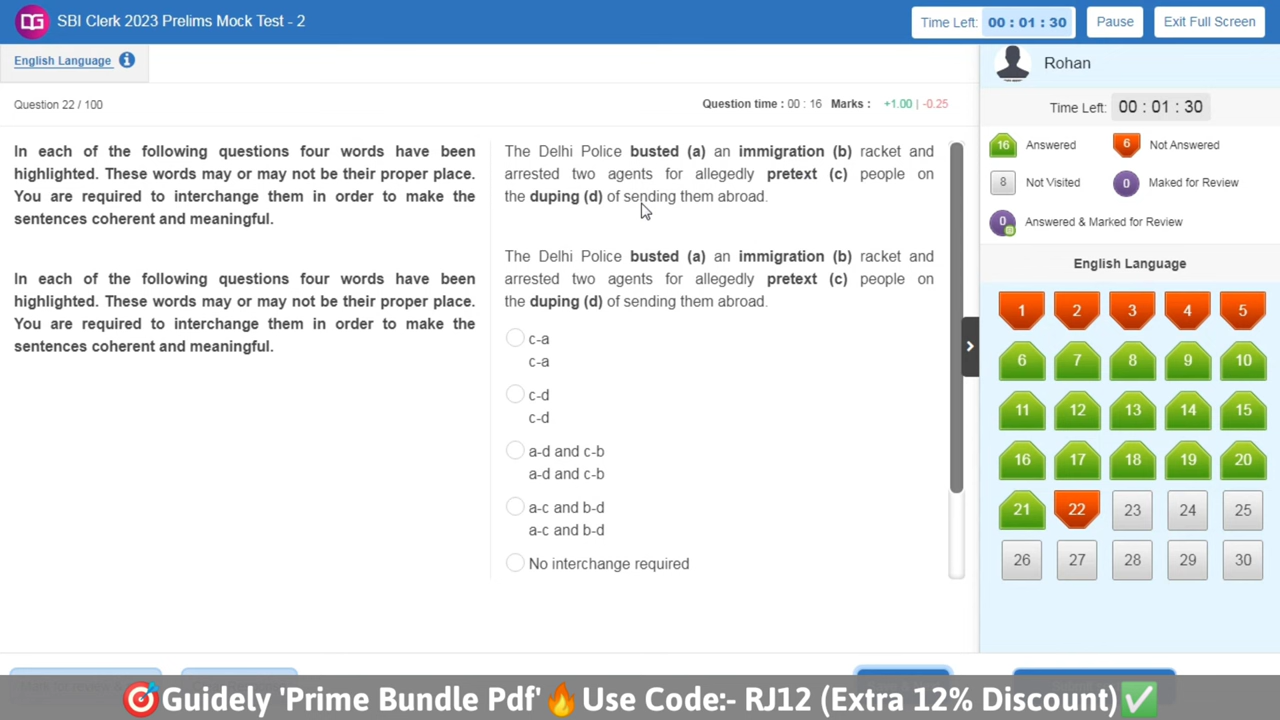 DG SBI Clerk 2023 Prelims Mock Test - 2
Time Left: 00 : 01 : 30 Pause Exit Full Screen
English Language i
Rohan
Question 22 / 100
Question time : 00 : 16 Marks : +1.00 | -0.25
Time Left: 00 : 01 : 30
In each of the following questions four words have been
highlighted. These words may or may not be their proper place.
You are required to interchange them in order to make the
sentences coherent and meaningful.
In each of the following questions four words have been
highlighted. These words may or may not be their proper place.
You are required to interchange them in order to make the
sentences coherent and meaningful.
The Delhi Police busted (a) an immigration (b) racket and
arrested two agents for allegedly pretext (c) people on
the duping (d) of sending them abroad.
The Delhi Police busted (a) an immigration (b) racket and
arrested two agents for allegedly pretext (c) people on
the duping (d) of sending them abroad.
c-a
c-a
c-d
c-d
a-d and c-b
a-d and c-b
a-c and b-d
a-c and b-d
No interchange required
16 Answered 6 Not Answered
8 Not Visited 0 Maked for Review
0 Answered & Marked for Review
English Language
1 2 3 4 5
6 7 8 9 10
11 12 13 14 15
16 17 18 19 20
21 22 23 24 25
26 27 28 29 30
🎯Guidely 'Prime Bundle Pdf'🔥Use Code:- RJ12 (Extra 12% Discount)✅